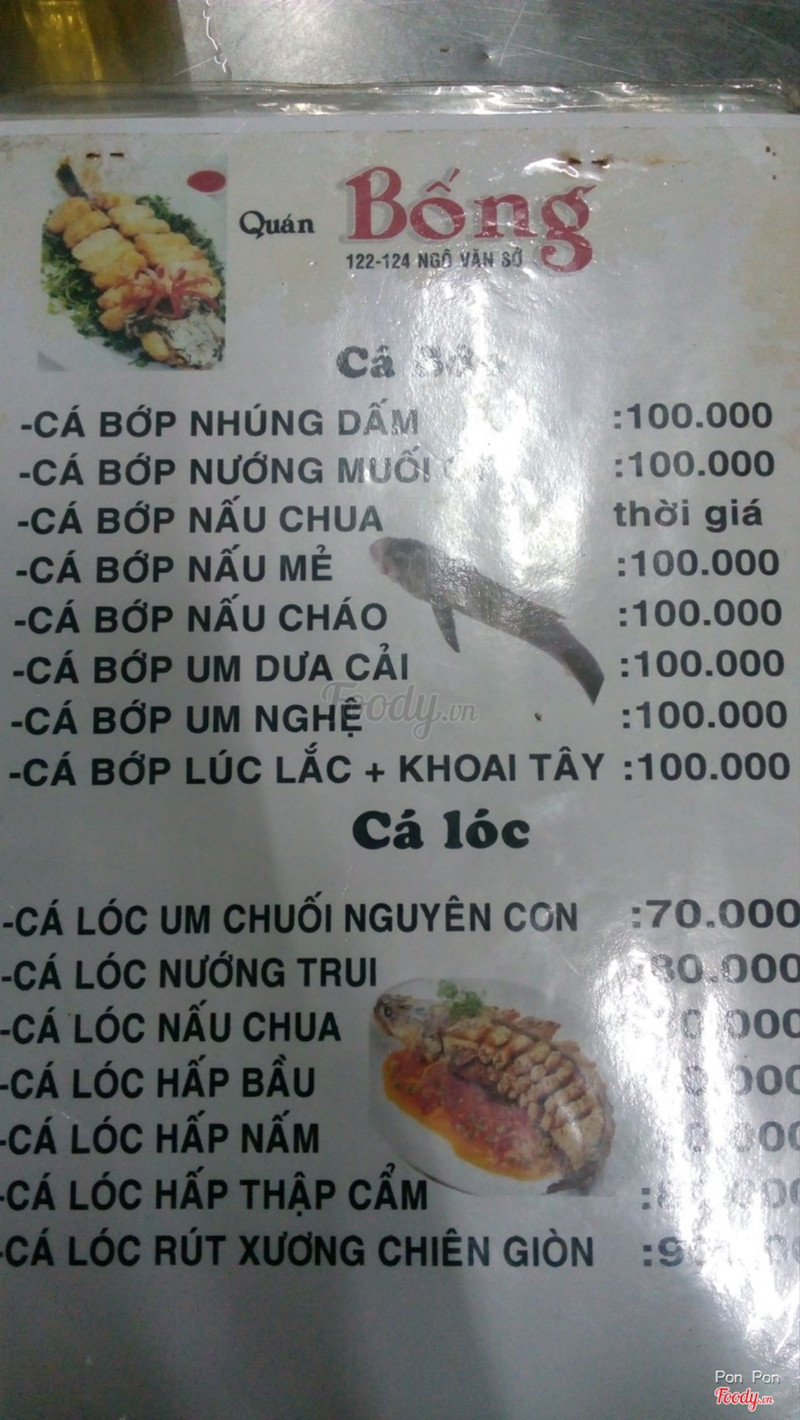 Quán Bống
122-124 NGÔ VĂN SỞ
Cá
-CÁ BỚP NHÚNG DẤM :100.000
-CÁ BỚP NƯỚNG MUỐI :100.000
-CÁ BỚP NẤU CHUA thời giá
-CÁ BỚP NẤU MẺ :100.000
-CÁ BỚP NẤU CHÁO :100.000
-CÁ BỚP UM DƯA CẢI :100.000
Foody.vn
-CÁ BỚP UM NGHỆ :100.000
-CÁ BỚP LÚC LẮC + KHOAI TÂY :100.000
Cá lóc
-CÁ LÓC UM CHUỐI NGUYÊN CON :70.000
-CÁ LÓC NƯỚNG TRUI :80.000
-CÁ LÓC NẤU CHUA
-CÁ LÓC HẤP BẦU
-CÁ LÓC HẤP NẤM
-CÁ LÓC HẤP THẬP CẨM
-CÁ LÓC RÚT XƯƠNG CHIÊN GIÒN
Pon Pon
Foody.vn